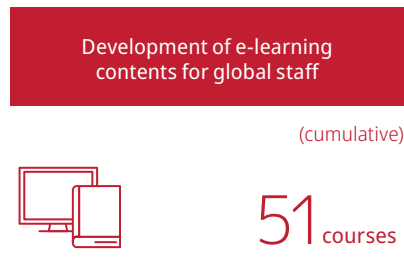 Development of e-learning
contents for global staff
(cumulative)
51 courses